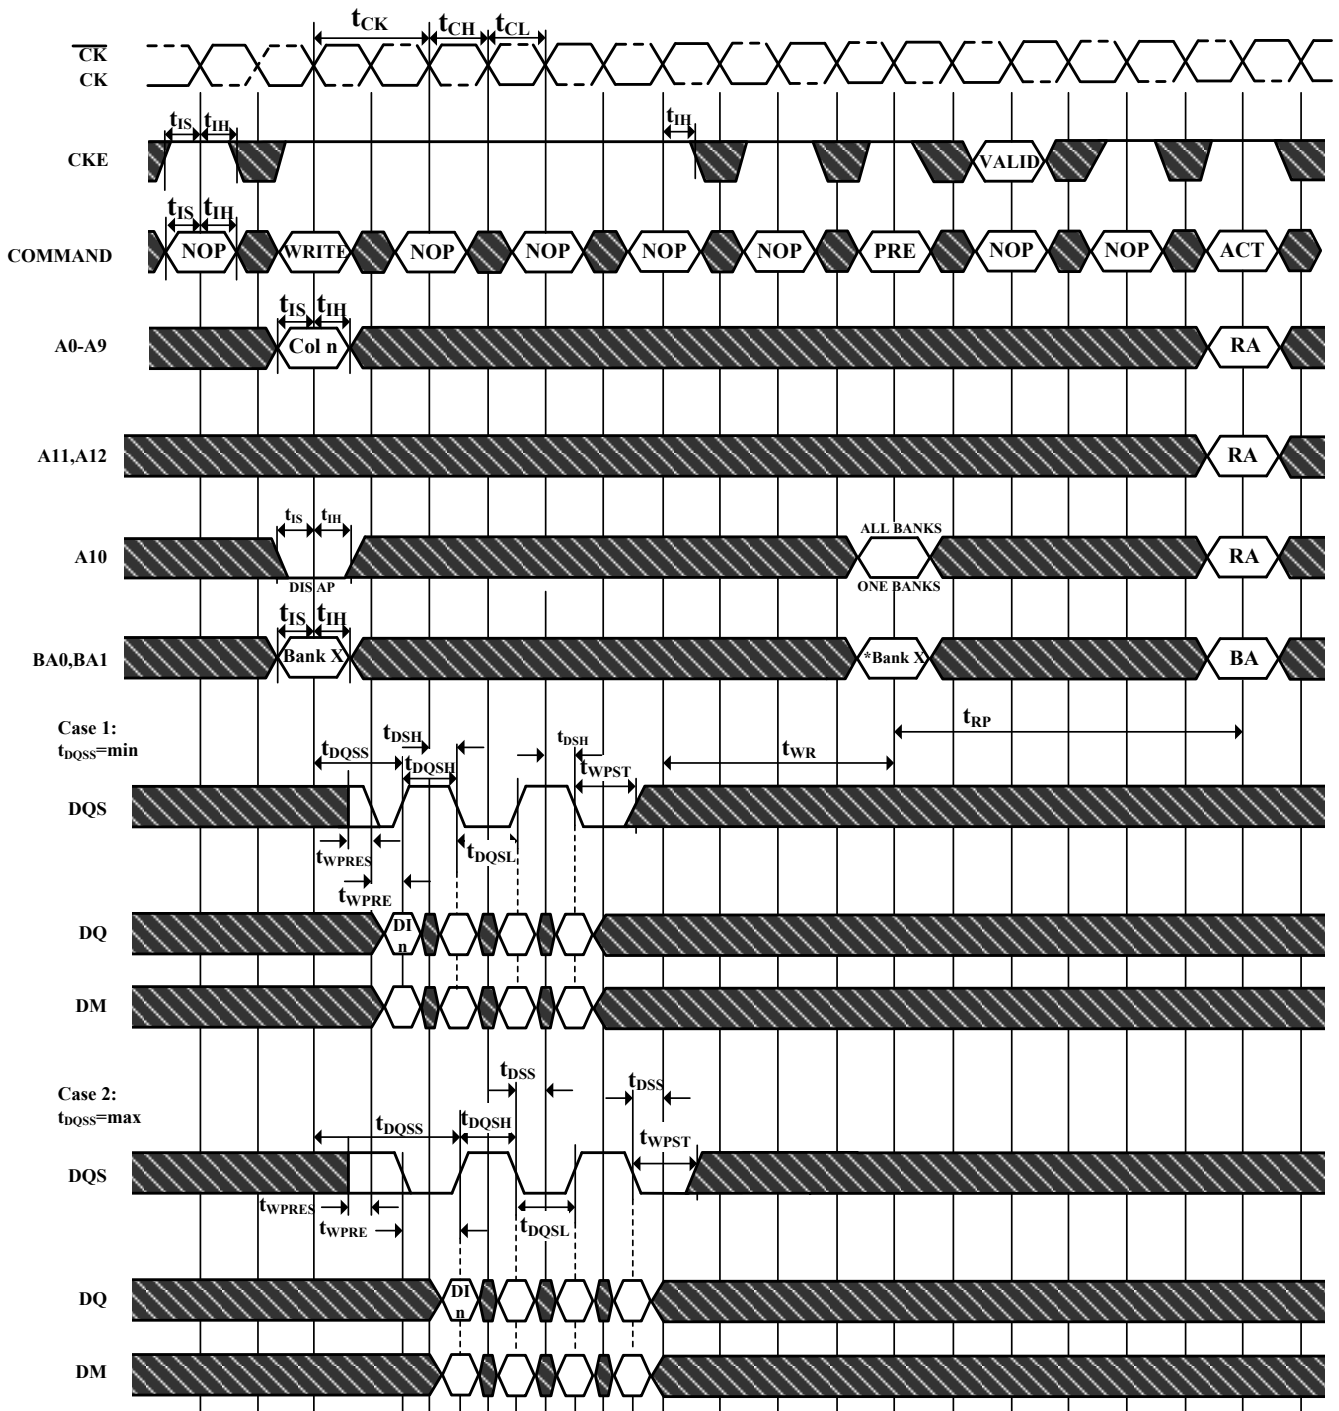 tCK tCH tCL
CK
CK
tIS tIH tIH
CKE VALID
tIS tIH
COMMAND NOP WRITE NOP NOP NOP NOP PRE NOP NOP ACT
tIS tIH
A0-A9 Col n RA
A11,A12 RA
tIS tIH ALL BANKS
A10 RA
DIS AP ONE BANKS
tIS tIH
BA0,BA1 Bank X *Bank X BA
Case 1:
tDQSS=min
tDSH tDSH tRP
tDQSS tDQSH tWPST tWR
DQS
tWPRES tDQSL
tWPRE
DQ DI
n
DM
Case 2:
tDQSS=max
tDSS tDSS
tDQSS tDQSH tWPST
DQS
tWPRES tWPRE tDQSL
DQ DI
n
DM